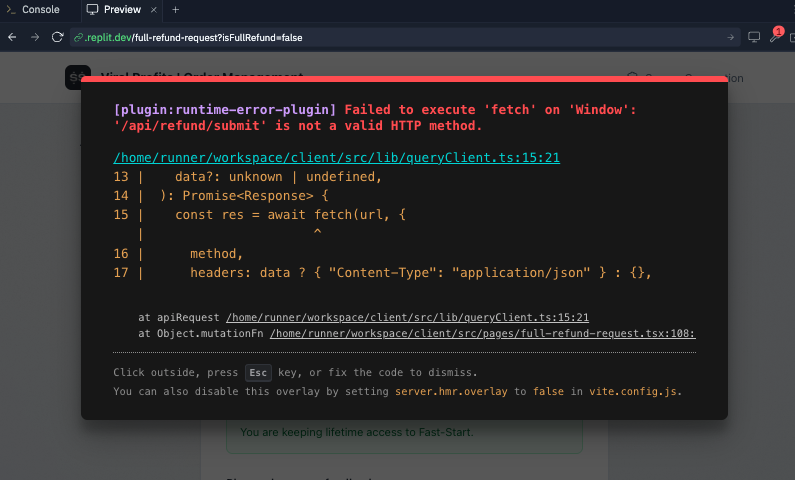 Console
Preview
.replit.dev/full-refund-request?isFullRefund=false
1
Viral Profits | Order Management
[plugin:runtime-error-plugin] Failed to execute 'fetch' on 'Window':
'/api/refund/submit' is not a valid HTTP method.
/home/runner/workspace/client/src/lib/queryClient.ts:15:21
13 |    data?: unknown | undefined,
14 |  ): Promise<Response> {
15 |    const res = await fetch(url, {
   |                      ^
16 |      method,
17 |      headers: data ? { "Content-Type": "application/json" } : {},
at apiRequest /home/runner/workspace/client/src/lib/queryClient.ts:15:21
at Object.mutationFn /home/runner/workspace/client/src/pages/full-refund-request.tsx:108:
Click outside, press Esc key, or fix the code to dismiss.
You can also disable this overlay by setting server.hmr.overlay to false in vite.config.js.
You are keeping lifetime access to Fast-Start.